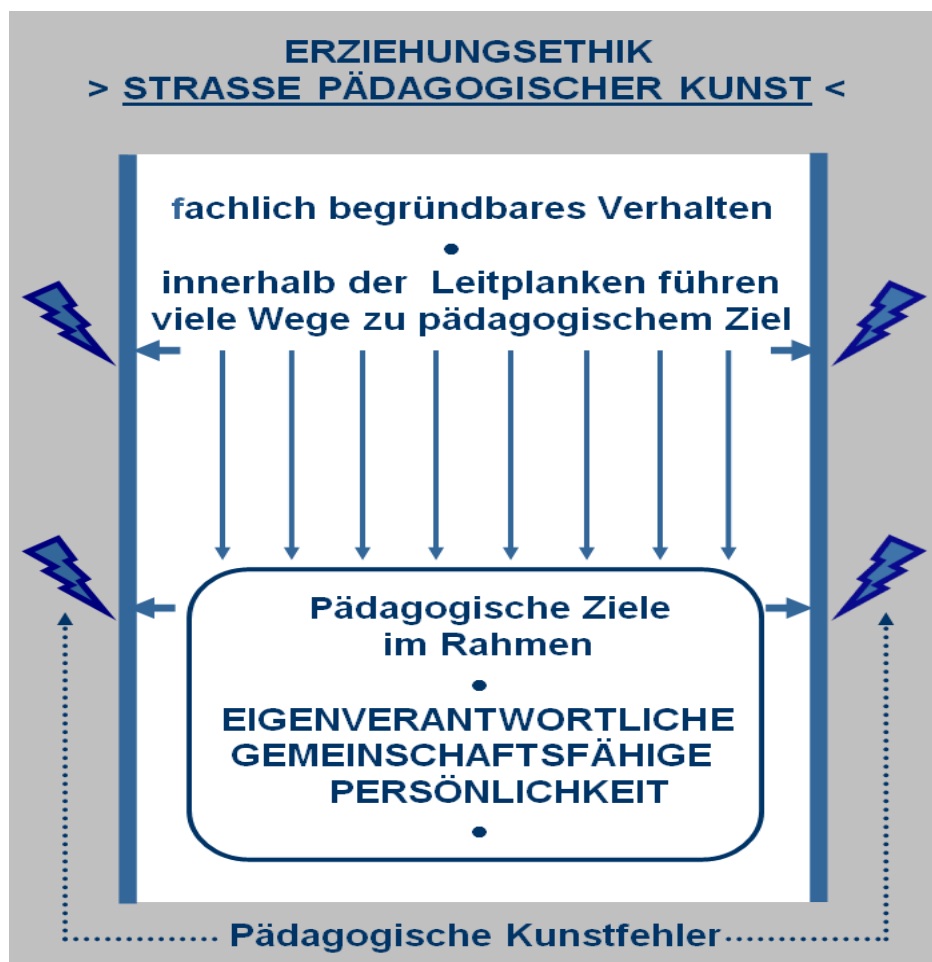 ERZIEHUNGSETHIK
> STRASSE PÄDAGOGISCHER KUNST <
fachlich begründbares Verhalten
•
innerhalb der Leitplanken führen
viele Wege zu pädagogischem Ziel
Pädagogische Ziele
im Rahmen
•
EIGENVERANTWORTLICHE
GEMEINSCHAFTSFÄHIGE
PERSÖNLICHKEIT
•
Pädagogische Kunstfehler